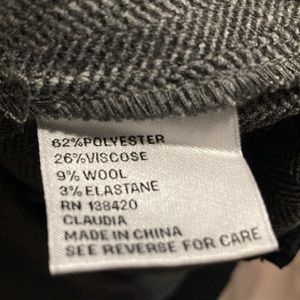 62%POLYESTER
26%VISCOSE
9% WOOL
3% ELASTANE
RN 138420
CLAUDIA
MADE IN CHINA
SEE REVERSE FOR CARE